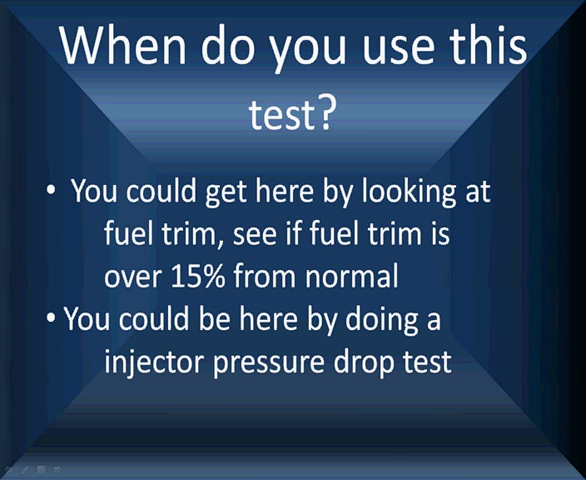 When do you use this
test?
• You could get here by looking at
fuel trim, see if fuel trim is
over 15% from normal
• You could be here by doing a
injector pressure drop test